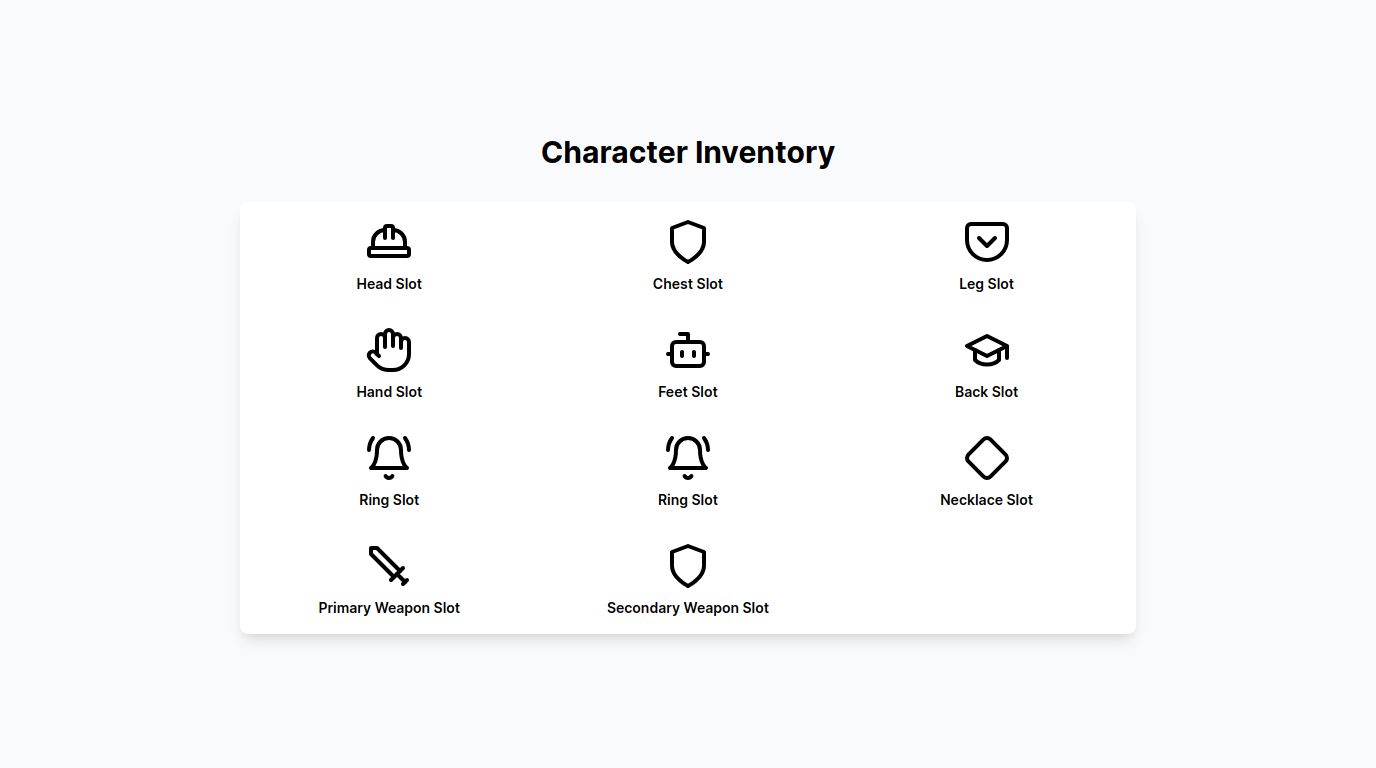 Character Inventory
Head Slot
Chest Slot
Leg Slot
Hand Slot
Feet Slot
Back Slot
Ring Slot
Ring Slot
Necklace Slot
Primary Weapon Slot
Secondary Weapon Slot